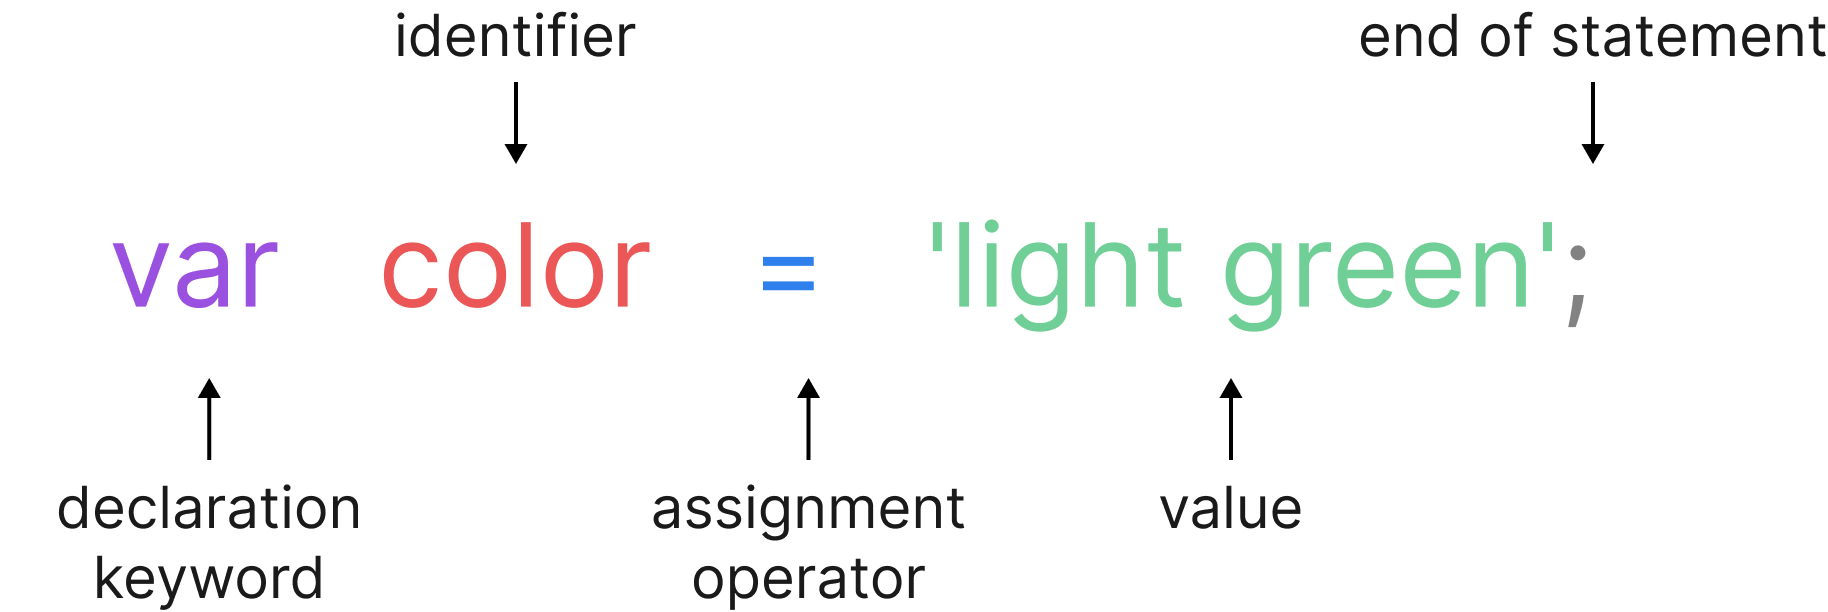 identifier
end of statement
var color = 'light green';
declaration
keyword
assignment
operator
value